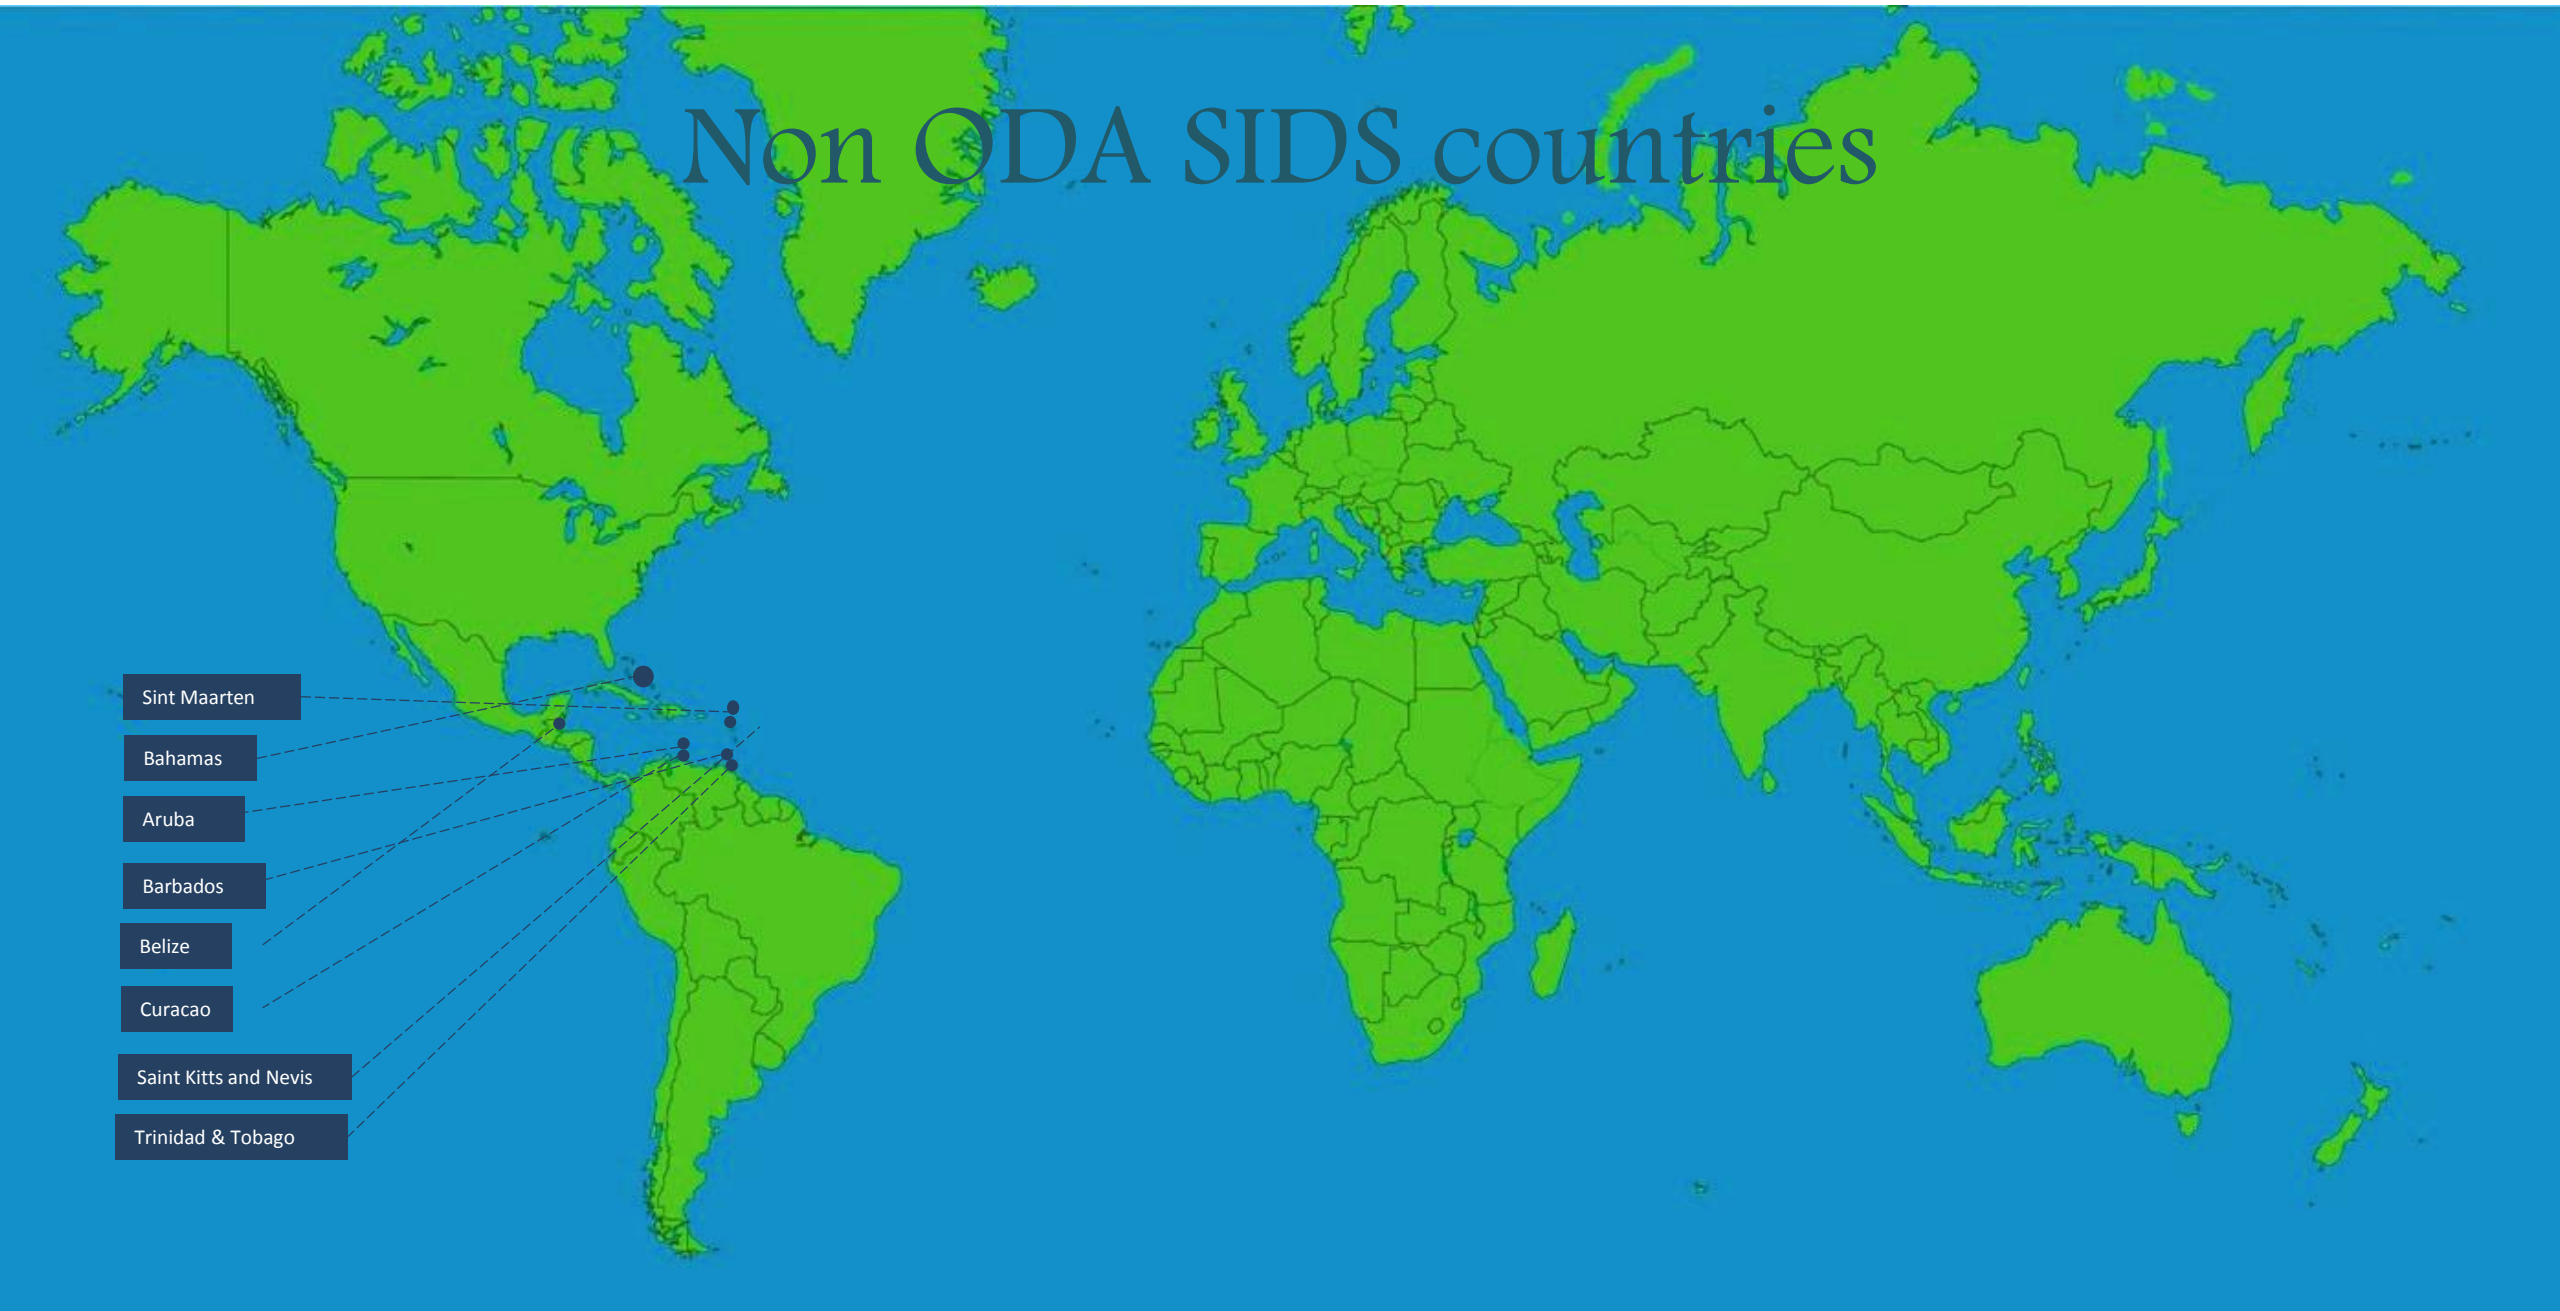 Non ODA SIDS countries
Sint Maarten
Bahamas
Aruba
Barbados
Belize
Curacao
Saint Kitts and Nevis
Trinidad & Tobago